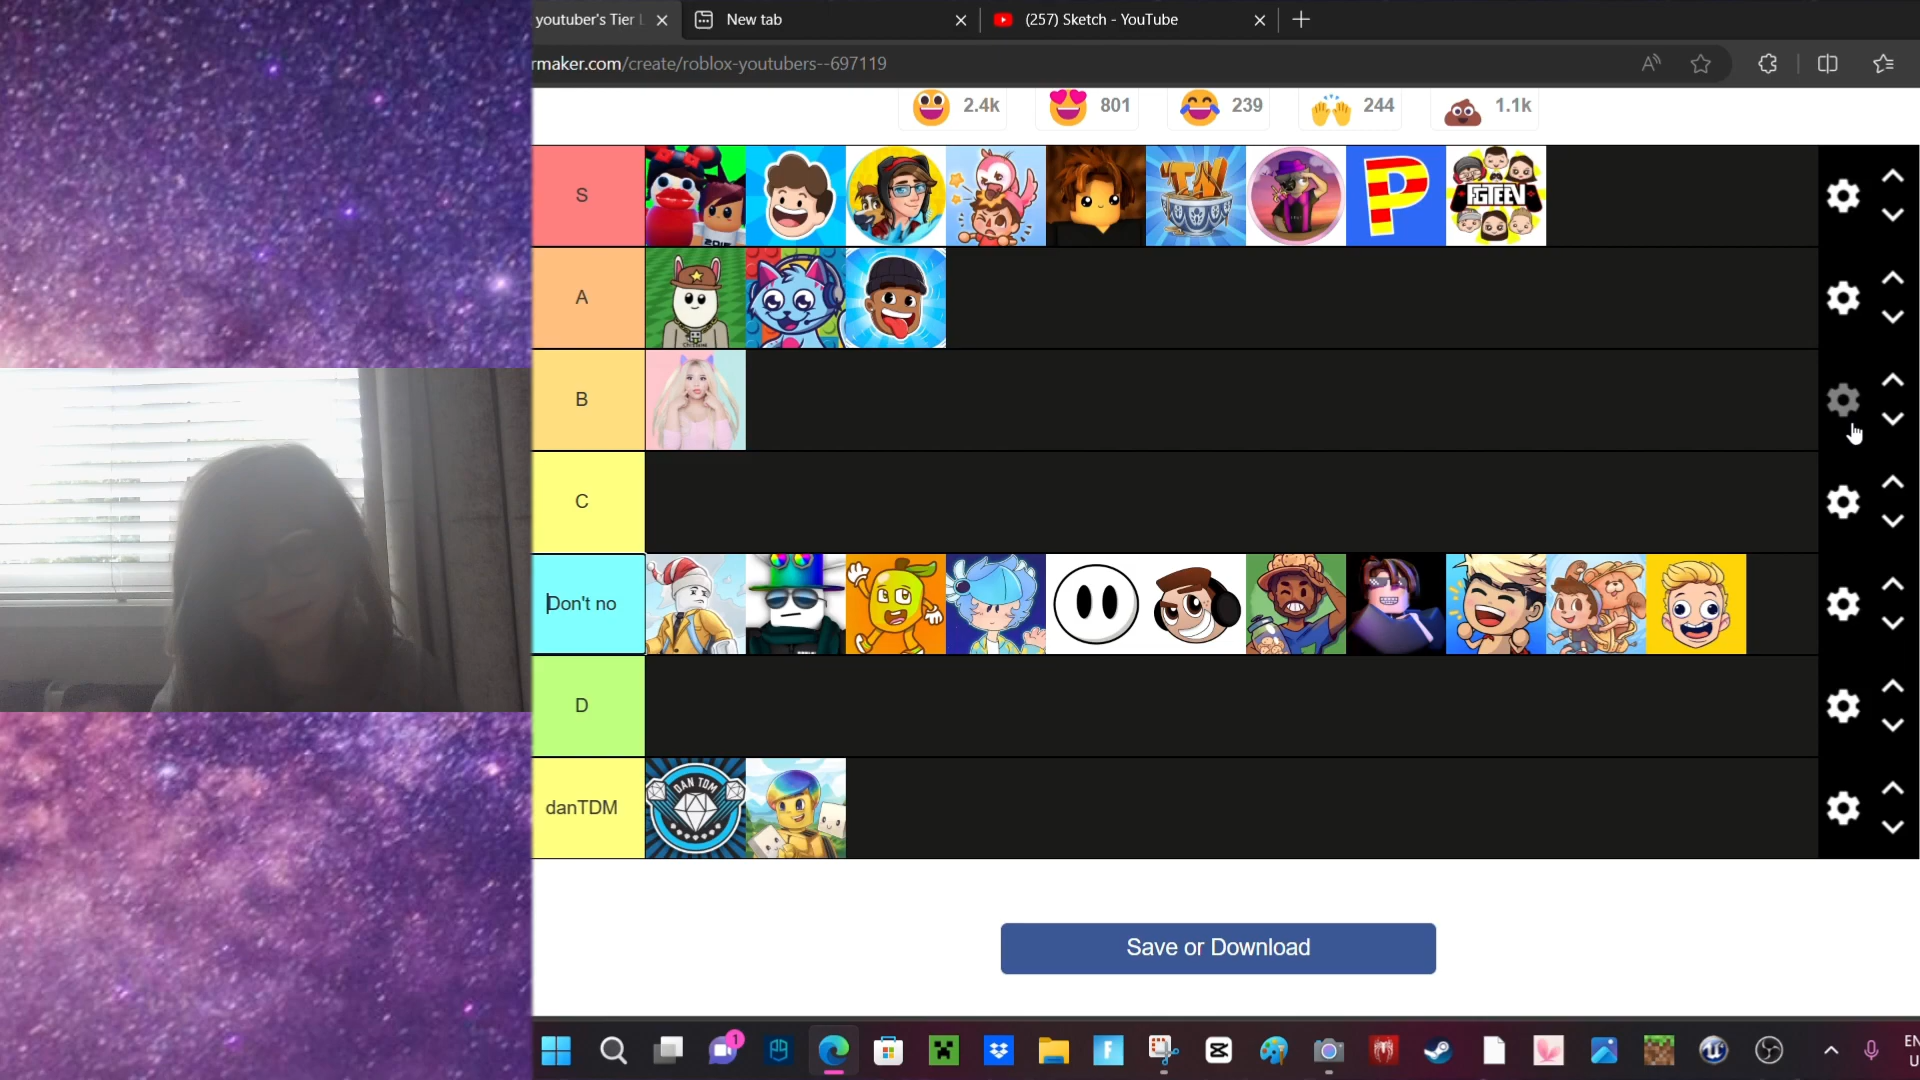 youtuber's Tier L
New tab
(257) Sketch - YouTube
rmaker.com/create/roblox-youtubers--697119
2.4k
801
239
244
1.1k
S
P
FGTEEV
A
B
C
Don't no
D
danTDM
DAN TDM
Save or Download
1
F
EN
U